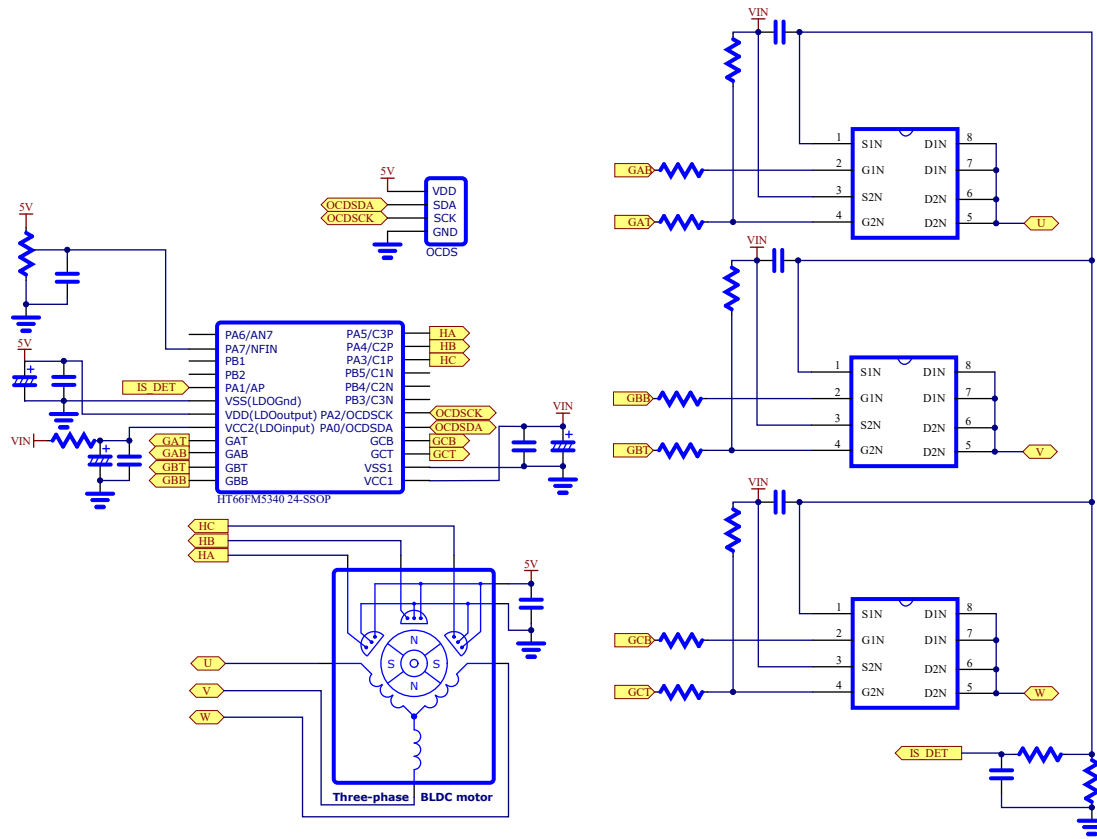 VIN
1 S1N D1N 8
GAB 2 G1N D1N 7
3 S2N D2N 6
GAT 4 G2N D2N 5 U
5V
VDD
OCDSDA SDA
OCDSCK SCK
GND
OCDS
5V
VIN
1 S1N D1N 8
GBB 2 G1N D1N 7
3 S2N D2N 6
GBT 4 G2N D2N 5 V
PA6/AN7 PA5/C3P HA
PA7/NFIN PA4/C2P HB
PB1 PA3/C1P HC
PB2 PB5/C1N
IS_DET PA1/AP PB4/C2N
VSS(LDOGnd) PB3/C3N
VDD(LDOoutput) PA2/OCDSCK OCDSCK
VCC2(LDOinput) PA0/OCDSDA OCDSDA
GAT GAT GCB GCB
GAB GAB GCT GCT
GBT GBT VSS1
GBB GBB VCC1
5V
+
VIN
+
VIN
+
HT66FM5340 24-SSOP
VIN
1 S1N D1N 8
GCB 2 G1N D1N 7
3 S2N D2N 6
GCT 4 G2N D2N 5 W
HC
HB
HA
5V
N
S S
N
U
V
W
Three-phase BLDC motor
IS_DET